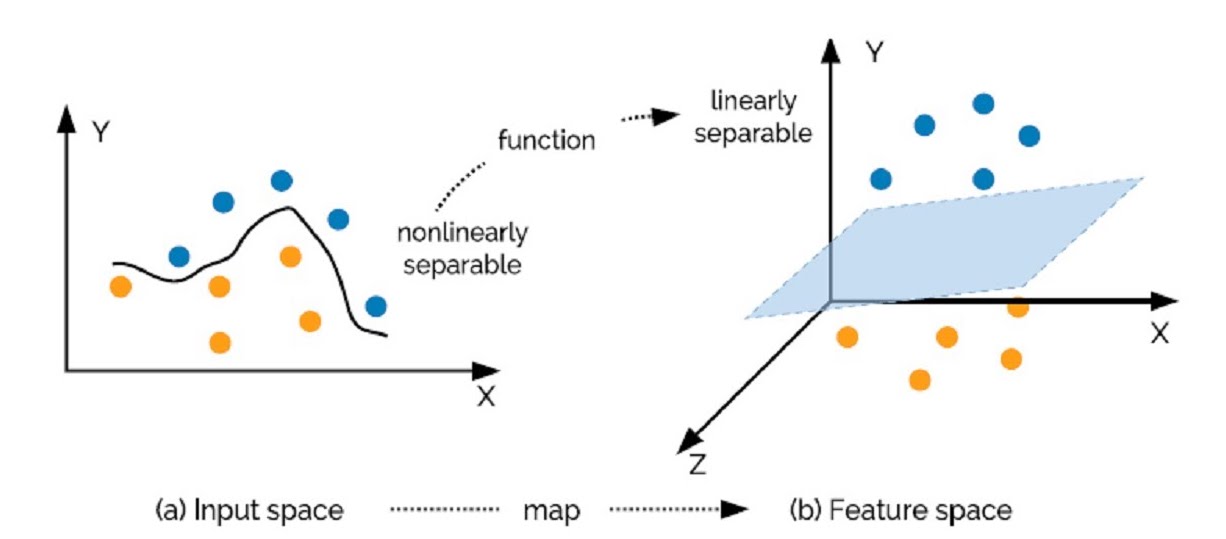 Y
nonlinearly
separable
function
linearly
separable
X
Y
X
Z
(a) Input space
map
(b) Feature space